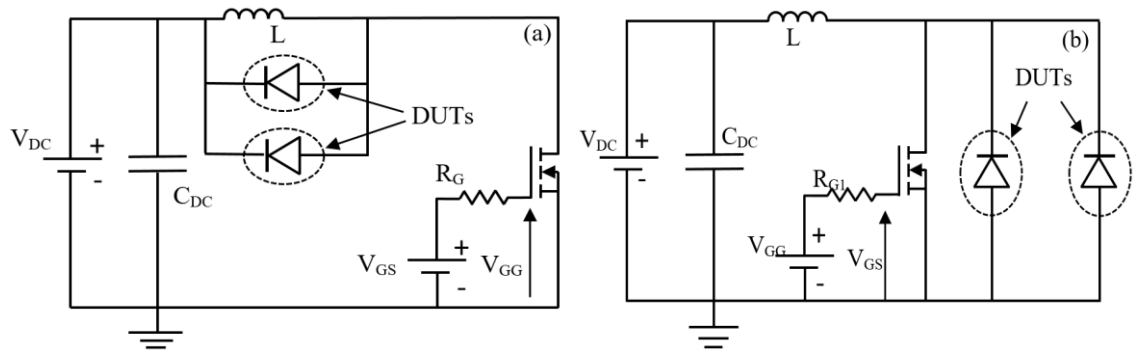 (a)
L
DUTs
V_DC
+
-
C_DC
R_G
V_GS
+
-
V_GG
(b)
L
DUTs
V_DC
+
-
C_DC
R_G1
V_GG
+
-
V_GS